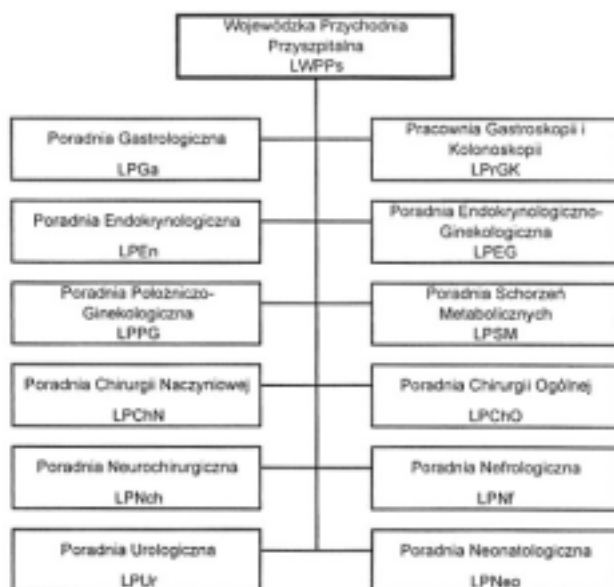 Wojewódzka Przychodnia
Przyszpitalna
LWPPs
Poradnia Gastrologiczna
LPGa
Pracownia Gastroskopii i
Kolonoskopii
LPrGK
Poradnia Endokrynologiczna
LPEn
Poradnia Endokrynologiczno-
Ginekologiczna
LPEG
Poradnia Położniczo-
Ginekologiczna
LPPG
Poradnia Schorzeń
Metabolicznych
LPSM
Poradnia Chirurgii Naczyniowej
LPChN
Poradnia Chirurgii Ogólnej
LPChO
Poradnia Neurochirurgiczna
LPNch
Poradnia Nefrologiczna
LPNf
Poradnia Urologiczna
LPUr
Poradnia Neonatologiczna
LPNeo